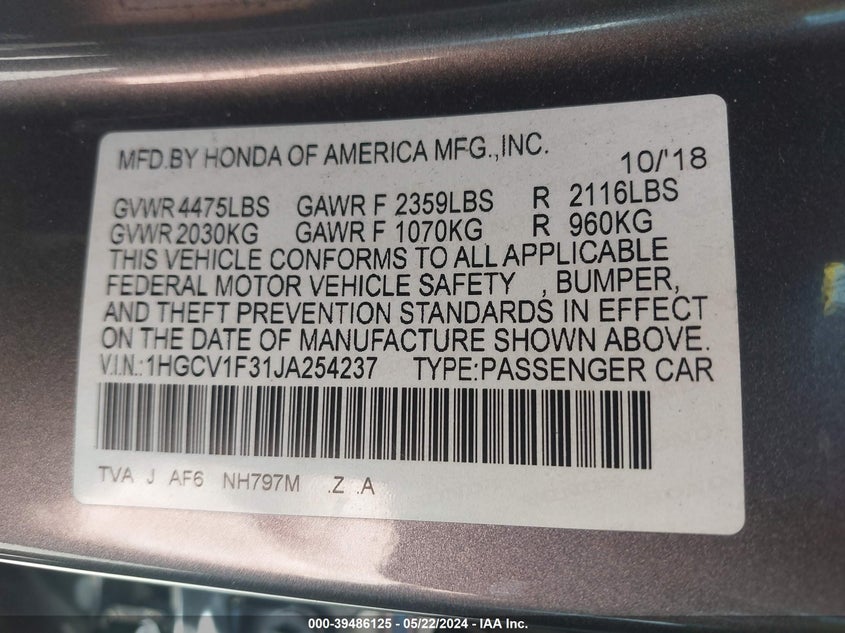 MFD.BY HONDA OF AMERICA MFG.,INC. 10/'18
GVWR 4475LBS GAWR F 2359LBS R 2116LBS
GVWR 2030KG GAWR F 1070KG R 960KG
THIS VEHICLE CONFORMS TO ALL APPLICABLE
FEDERAL MOTOR VEHICLE SAFETY , BUMPER,
AND THEFT PREVENTION STANDARDS IN EFFECT
ON THE DATE OF MANUFACTURE SHOWN ABOVE.
V.I.N.:1HGCV1F31JA254237 TYPE:PASSENGER CAR
TVA J AF6 NH797M .Z .A
000-39486125 - 05/22/2024 - IAA Inc.